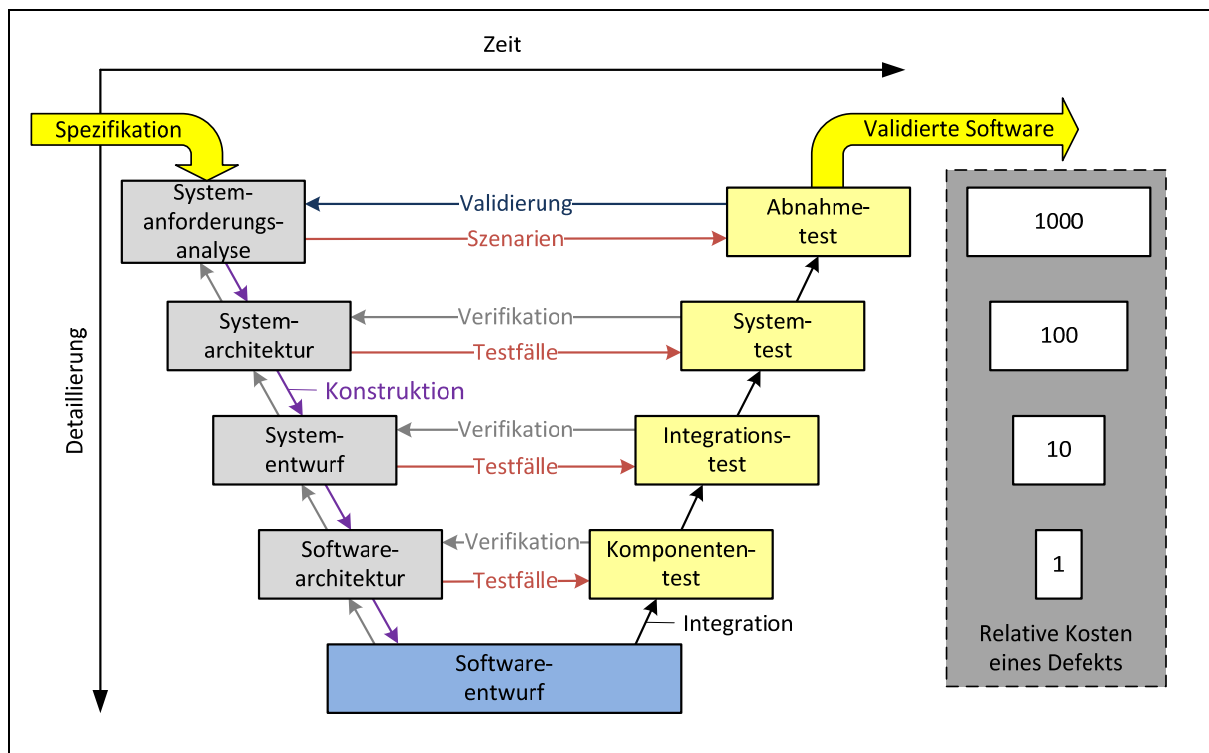 Zeit
Spezifikation
Validierte Software
System-
anforderungs-
analyse
Validierung
Szenarien
Abnahme-
test
1000
System-
architektur
Verifikation
Testfälle
System-
test
100
Konstruktion
Detaillierung
System-
entwurf
Verifikation
Testfälle
Integrations-
test
10
Software-
architektur
Verifikation
Testfälle
Komponenten-
test
1
Integration
Relative Kosten
eines Defekts
Software-
entwurf